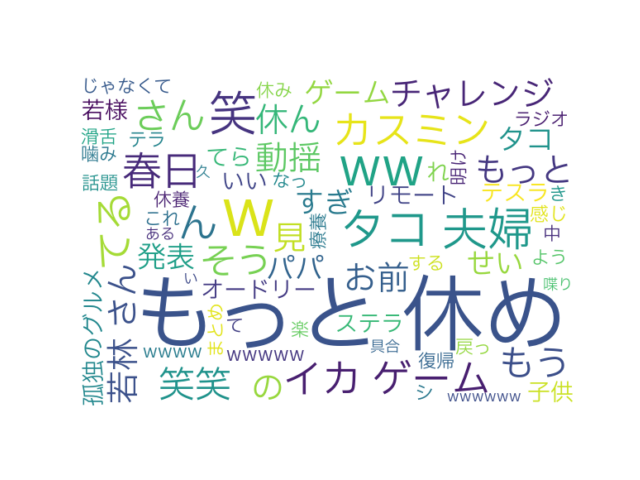 じゃなくて
若様
さん
笑
休み
休ん
ゲーム
チャレンジ
ラジオ
滑舌
噛み
テラ
春日
久
てら
動揺
カスミン
タコ
話題
休養
いい
なっ
ww
れ
明け
もっと
これ
ある
てる
ん
w
見
すぎ
療養
リモート
テスラ
き
感じ
中
タコ 夫婦
発表
そう
パパ
お前
する
せい
よう
喋り
い
オードリー
もっと 休め
孤独のグルメ
若林 さん
まとめ
て
楽
ステラ
具合
戻っ
復帰
もう
wwww
wwwww
笑笑
の
イカ ゲーム
シ
wwwwww
子供